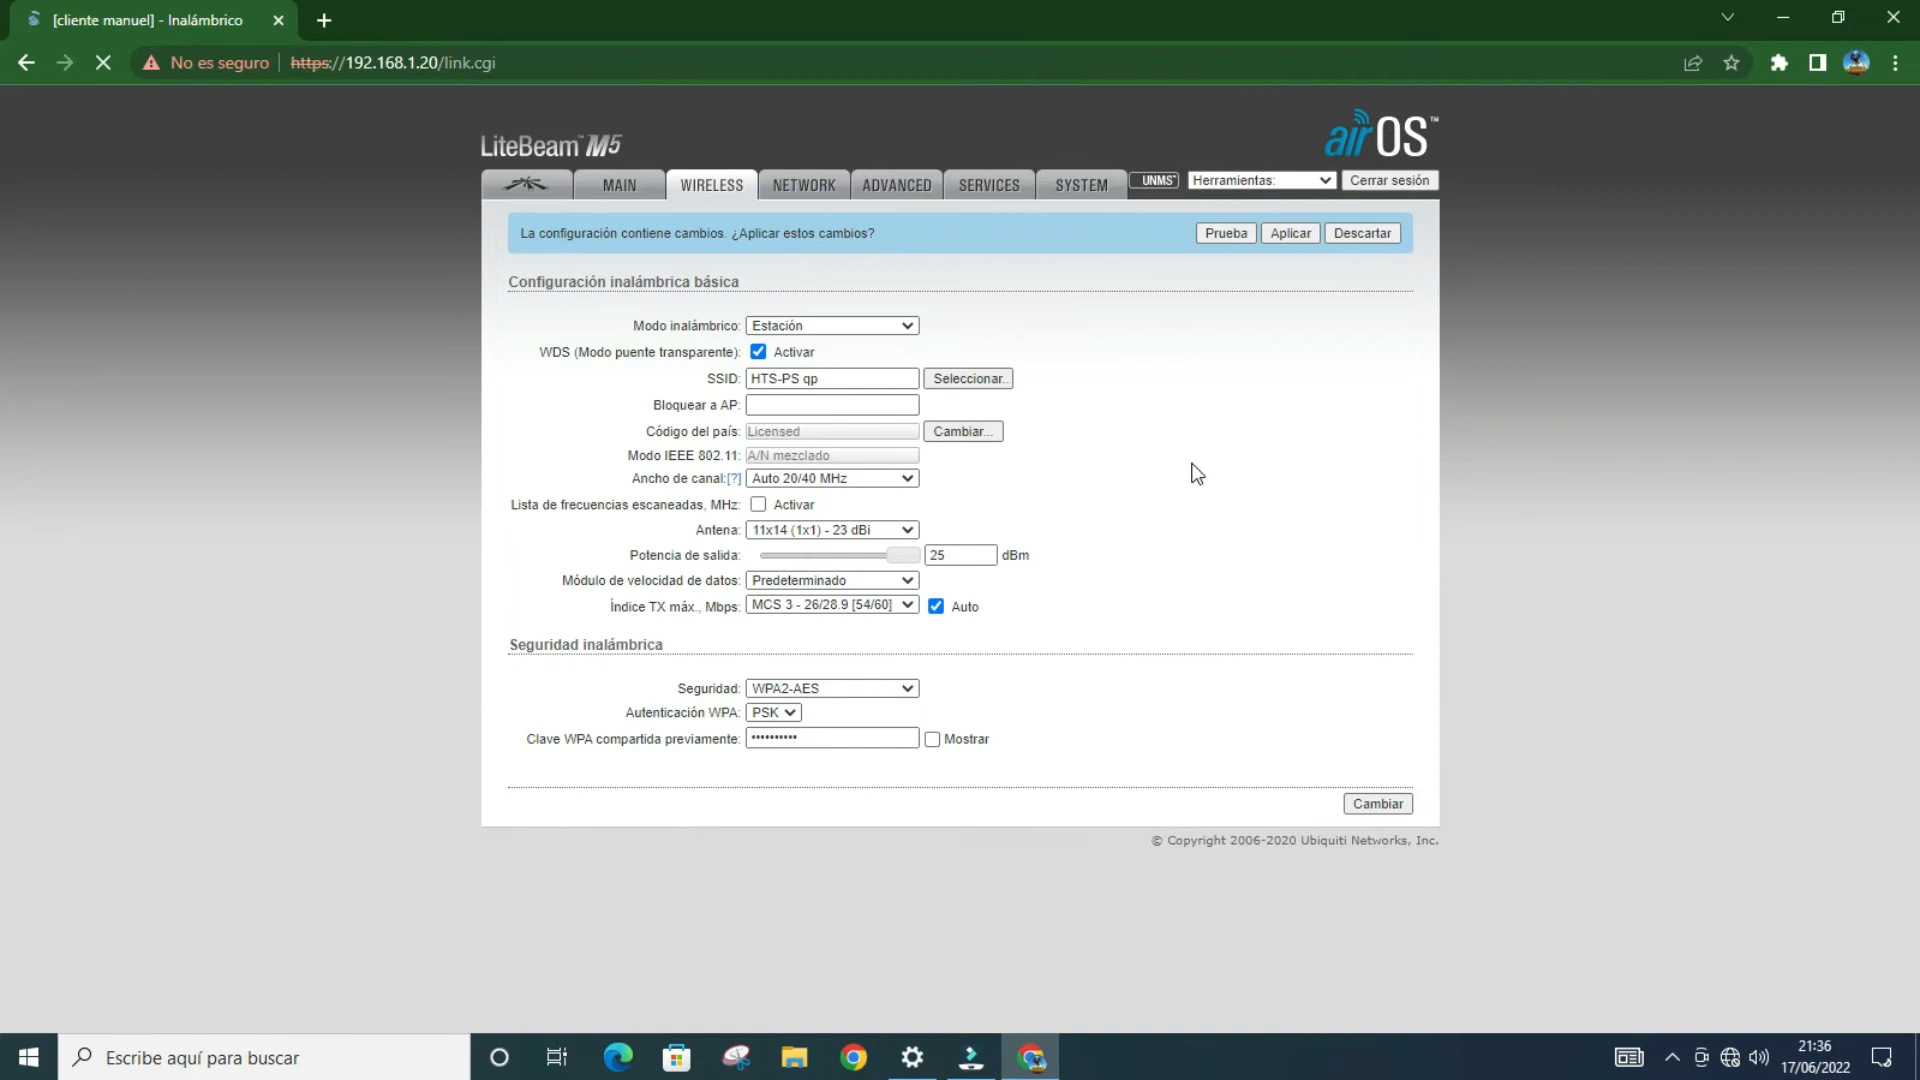 [cliente manuel] - Inalámbrico
No es seguro https://192.168.1.20/link.cgi
LiteBeam™ M5
airOS™
MAIN WIRELESS NETWORK ADVANCED SERVICES SYSTEM UNMS™ Herramientas: Cerrar sesión
La configuración contiene cambios. ¿Aplicar estos cambios? Prueba Aplicar Descartar
Configuración inalámbrica básica
Modo inalámbrico: Estación
WDS (Modo puente transparente): Activar
SSID: HTS-PS qp Seleccionar...
Bloquear a AP:
Código del país: Licensed Cambiar...
Modo IEEE 802.11: A/N mezclado
Ancho de canal:[?] Auto 20/40 MHz
Lista de frecuencias escaneadas, MHz: Activar
Antena: 11x14 (1x1) - 23 dBi
Potencia de salida: 25 dBm
Módulo de velocidad de datos: Predeterminado
Índice TX máx., Mbps: MCS 3 - 26/28.9 [54/60] Auto
Seguridad inalámbrica
Seguridad: WPA2-AES
Autenticación WPA: PSK
Clave WPA compartida previamente: •••••••••• Mostrar
Cambiar
© Copyright 2006-2020 Ubiquiti Networks, Inc.
Escribe aquí para buscar
21:36
17/06/2022